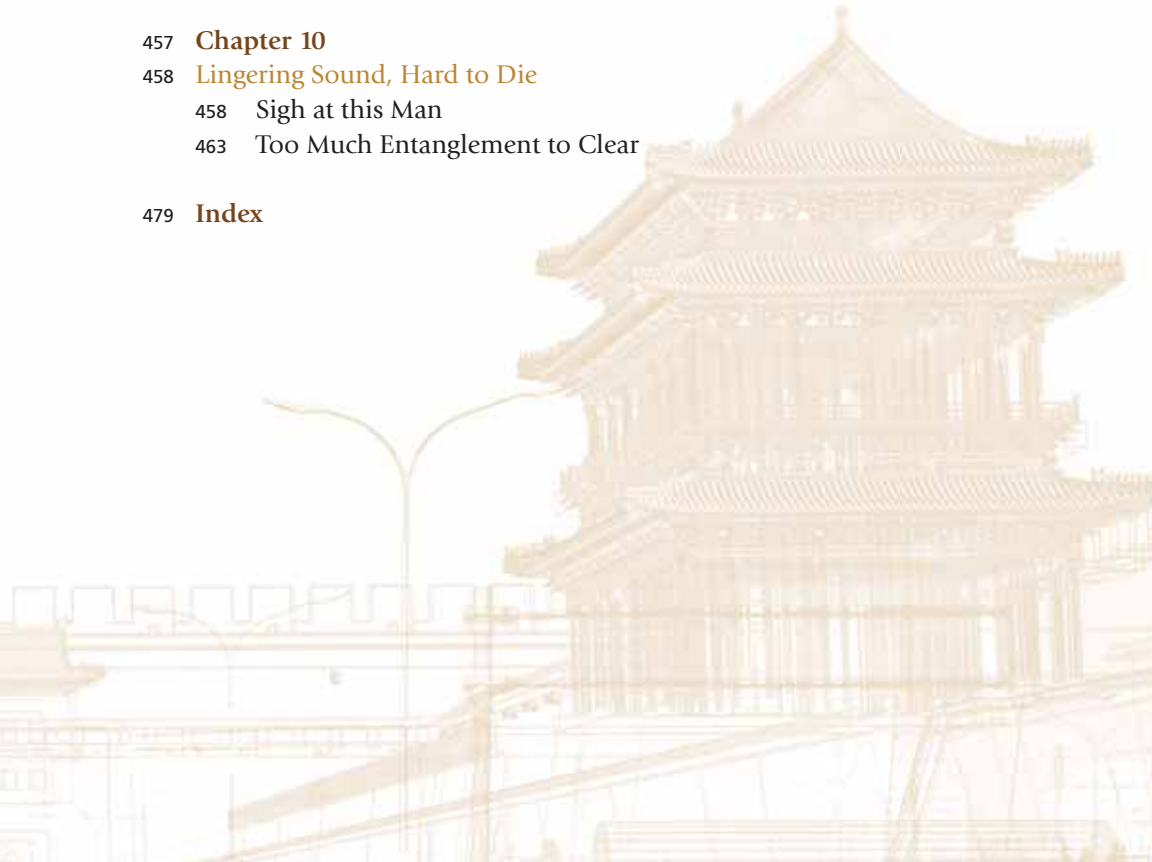 457 Chapter 10
458 Lingering Sound, Hard to Die
458 Sigh at this Man
463 Too Much Entanglement to Clear
479 Index